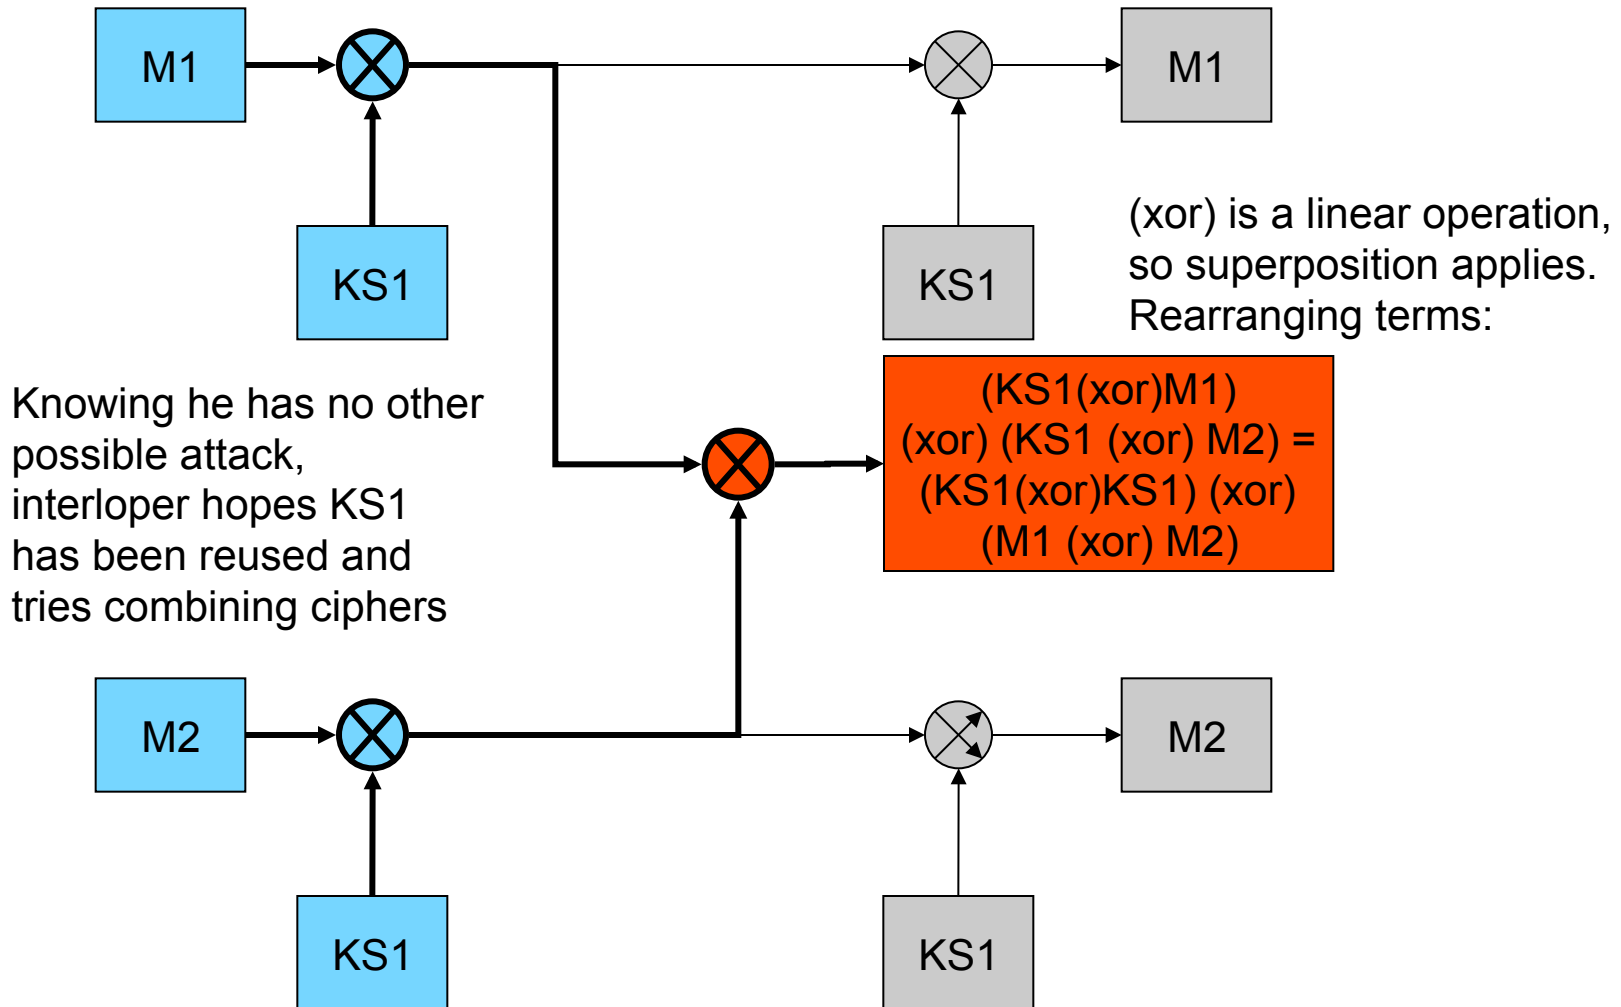 M1
M1
KS1
KS1
(xor) is a linear operation,
so superposition applies.
Rearranging terms:
Knowing he has no other
possible attack,
interloper hopes KS1
has been reused and
tries combining ciphers
(KS1(xor)M1)
(xor) (KS1 (xor) M2) =
(KS1(xor)KS1) (xor)
(M1 (xor) M2)
M2
M2
KS1
KS1